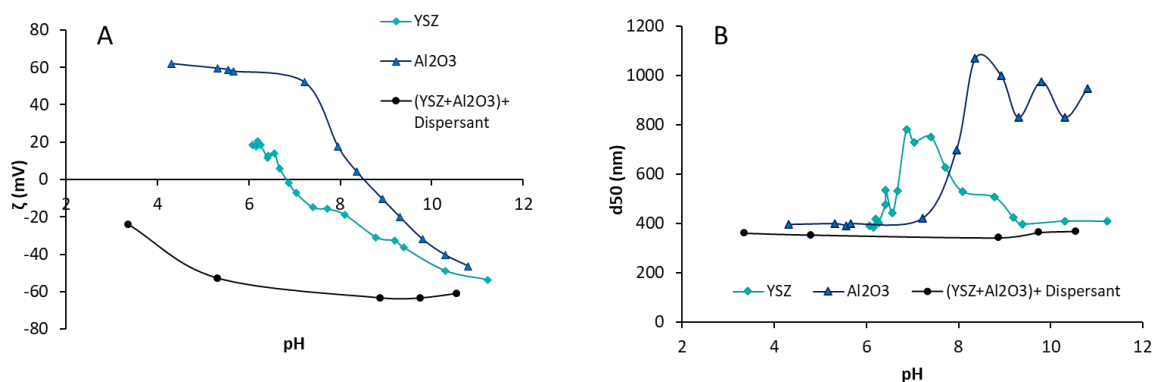 A
80
60
40
20
0
-20
-40
-60
-80
2
4
6
8
10
12
ζ (mV)
pH
YSZ
Al2O3
(YSZ+Al2O3)+
Dispersant
B
1200
1000
800
600
400
200
0
2
4
6
8
10
12
d50 (nm)
pH
YSZ
Al2O3
(YSZ+Al2O3)+ Dispersant